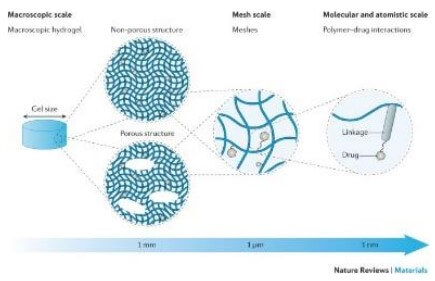 Macroscopic scale
Macroscopic hydrogel
Non-porous structure
Mesh scale
Meshes
Molecular and atomistic scale
Polymer–drug interactions
Gel size
Porous structure
Linkage
Drug
1 mm
1 μm
1 nm
Nature Reviews | Materials